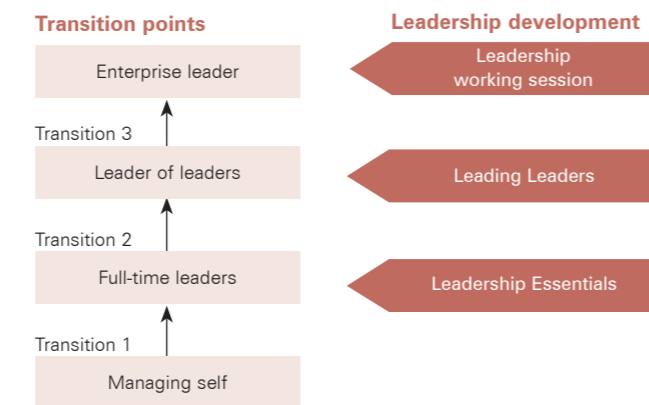 Transition points
Leadership development
Enterprise leader
Leadership
working session
Transition 3
Leader of leaders
Leading Leaders
Transition 2
Full-time leaders
Leadership Essentials
Transition 1
Managing self